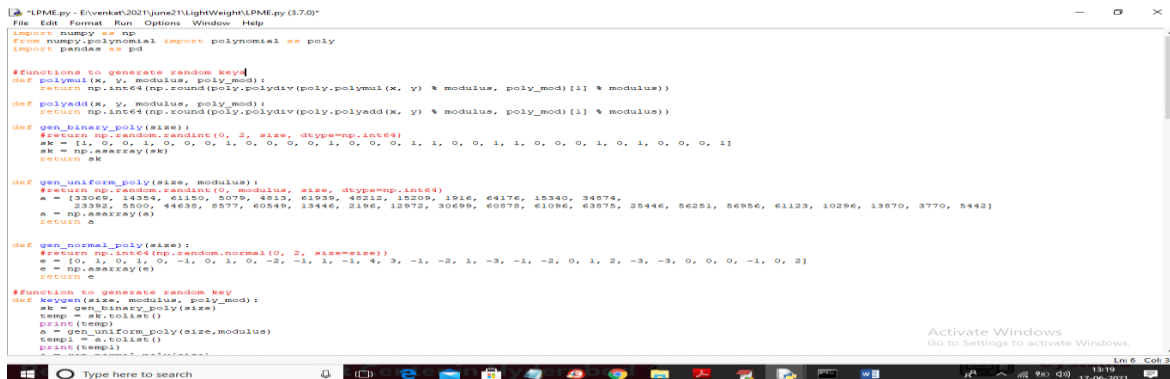 *LPME.py - E:\venkat\2021\june21\LightWeight\LPME.py (3.7.0)*
File Edit Format Run Options Window Help
import numpy as np
from numpy.polynomial import polynomial as poly
import pandas as pd
#functions to generate random keys
def polymul(x, y, modulus, poly_mod):
return np.int64(np.round(poly.polydiv(poly.polymul(x, y) % modulus, poly_mod)[1] % modulus))
def polyadd(x, y, modulus, poly_mod):
return np.int64(np.round(poly.polydiv(poly.polyadd(x, y) % modulus, poly_mod)[1] % modulus))
def gen_binary_poly(size):
#return np.random.randint(0, 2, size, dtype=np.int64)
sk = [1, 0, 0, 1, 0, 0, 0, 1, 0, 0, 0, 0, 1, 0, 0, 0, 1, 1, 0, 0, 1, 1, 0, 0, 0, 1, 0, 1, 0, 0, 0, 1]
sk = np.asarray(sk)
return sk
def gen_uniform_poly(size, modulus):
#return np.random.randint(0, modulus, size, dtype=np.int64)
a = [33069, 14354, 61150, 5079, 4813, 61939, 48212, 15209, 1916, 64176, 15340, 34874,
23392, 5500, 44638, 8577, 60549, 13446, 2196, 12972, 30699, 60878, 61096, 63875, 25446, 56251, 56956, 61123, 10296, 13870, 3770, 5442]
a = np.asarray(a)
return a
def gen_normal_poly(size):
#return np.int64(np.random.normal(0, 2, size=size))
e = [0, 1, 0, 1, 0, -1, 0, 1, 0, -2, -1, 1, -1, 4, 3, -1, -2, 1, -3, -1, -2, 0, 1, 2, -3, -3, 0, 0, 0, -1, 0, 2]
e = np.asarray(e)
return e
#function to generate random key
def keygen(size, modulus, poly_mod):
sk = gen_binary_poly(size)
temp = sk.tolist()
print(temp)
a = gen_uniform_poly(size,modulus)
temp1 = a.tolist()
print(temp1)
Activate Windows
Go to Settings to activate Windows.
Ln: 6 Col: 3
Type here to search
13:19
17-06-2021